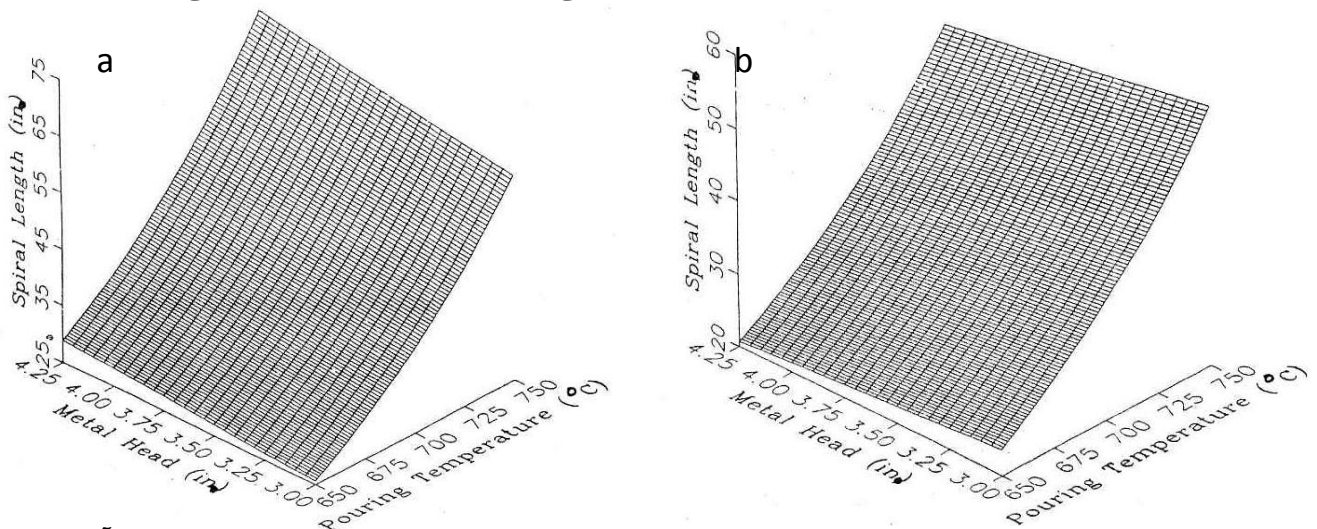 a
75
65
55
45
35
25
Spiral Length (in.)
4.25 4.00 3.75 3.50 3.25 3.00
Metal Head (in.)
650 675 700 725 750
Pouring Temperature (°C)
b
60
50
40
30
20
Spiral Length (in.)
4.25 4.00 3.75 3.50 3.25 3.00
Metal Head (in.)
650 675 700 725 750
Pouring Temperature (°C)